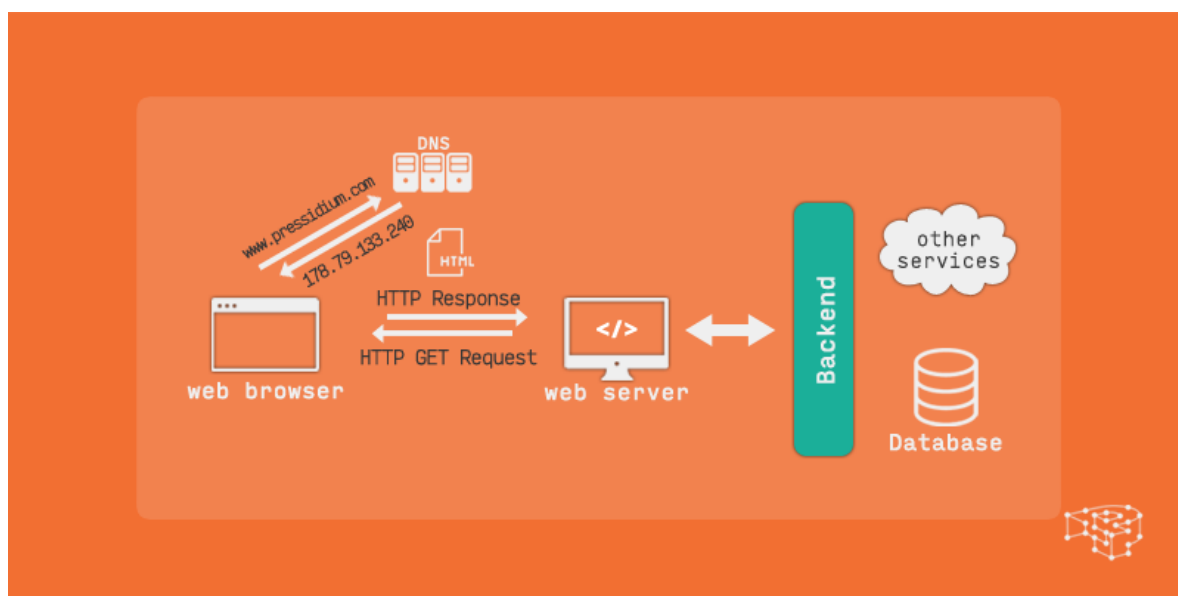 DNS
www.pressidium.com
178.79.133.240
HTML
HTTP Response
HTTP GET Request
web browser
</>
web server
Backend
other
services
Database